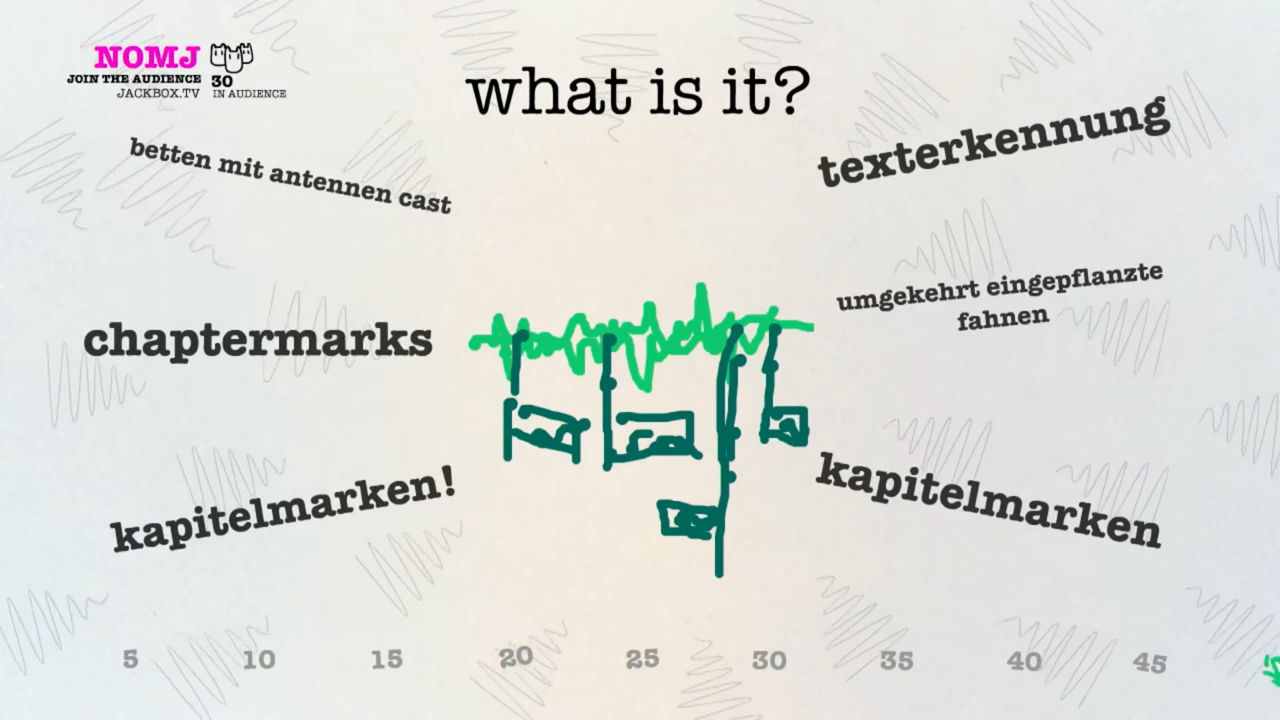 NOMJ
JOIN THE AUDIENCE
JACKBOX.TV
30
IN AUDIENCE
what is it?
betten mit antennen cast
texterkennung
chaptermarks
umgekehrt eingepflanzte
fahnen
kapitelmarken!
kapitelmarken
5 10 15 20 25 30 35 40 45